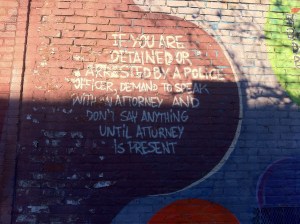 IF YOU ARE
DETAINED OR
ARRESTED BY A POLICE
OFFICER, DEMAND TO SPEAK
WITH AN ATTORNEY AND
DON'T SAY ANYTHING
UNTIL ATTORNEY
IS PRESENT